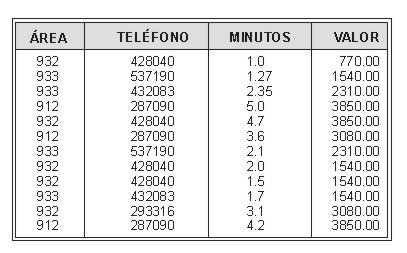 ÁREA TELÉFONO MINUTOS VALOR
932 428040 1.0 770.00
933 537190 1.27 1540.00
933 432083 2.35 2310.00
912 287090 5.0 3850.00
932 428040 4.7 3850.00
912 287090 3.6 3080.00
933 537190 2.1 2310.00
932 428040 2.0 1540.00
932 428040 1.5 1540.00
933 432083 1.7 1540.00
932 293316 3.1 3080.00
912 287090 4.2 3850.00